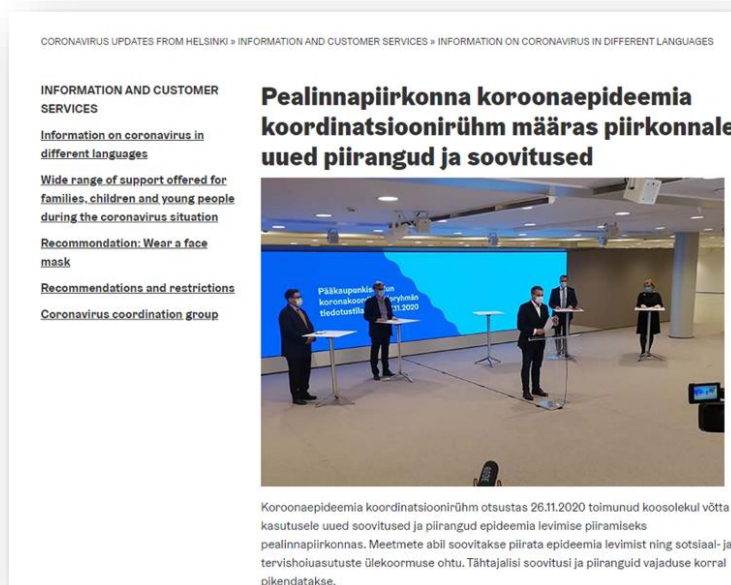 CORONAVIRUS UPDATES FROM HELSINKI » INFORMATION AND CUSTOMER SERVICES » INFORMATION ON CORONAVIRUS IN DIFFERENT LANGUAGES
INFORMATION AND CUSTOMER
SERVICES
Information on coronavirus in
different languages
Wide range of support offered for
families, children and young people
during the coronavirus situation
Recommondation: Wear a face
mask
Recommendations and restrictions
Coronavirus coordination group
Pealinnapiirkonna koroonaepideemia
koordinatsioonirühm määras piirkonnale
uued piirangud ja soovitused
11.2020
Koroonaepideemia koordinatsioonirühm otsustas 26.11.2020 toimunud koosolekul võtta
kasutusele uued soovitused ja piirangud epideemia levimise piiramiseks
pealinnapiirkonnas. Meetmete abil soovitakse piirata epideemia levimist ning sotsiaal- ja
tervishoiuasutuste ülekoormuse ohtu. Tähtajalisi soovitusi ja piiranguid vajaduse korral
pikendatakse.